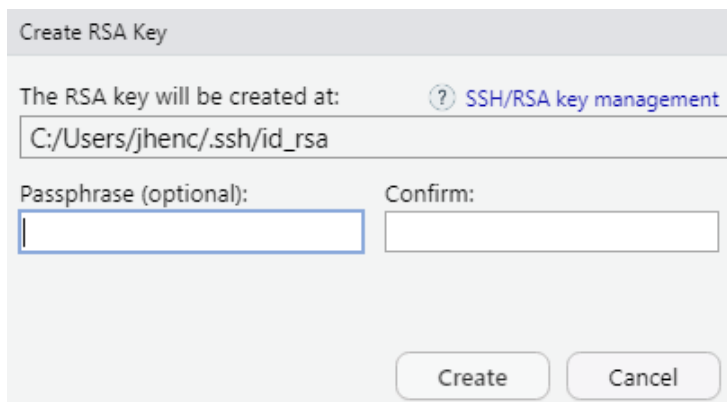 Create RSA Key
The RSA key will be created at: ? SSH/RSA key management
C:/Users/jhenc/.ssh/id_rsa
Passphrase (optional): Confirm:
Create Cancel